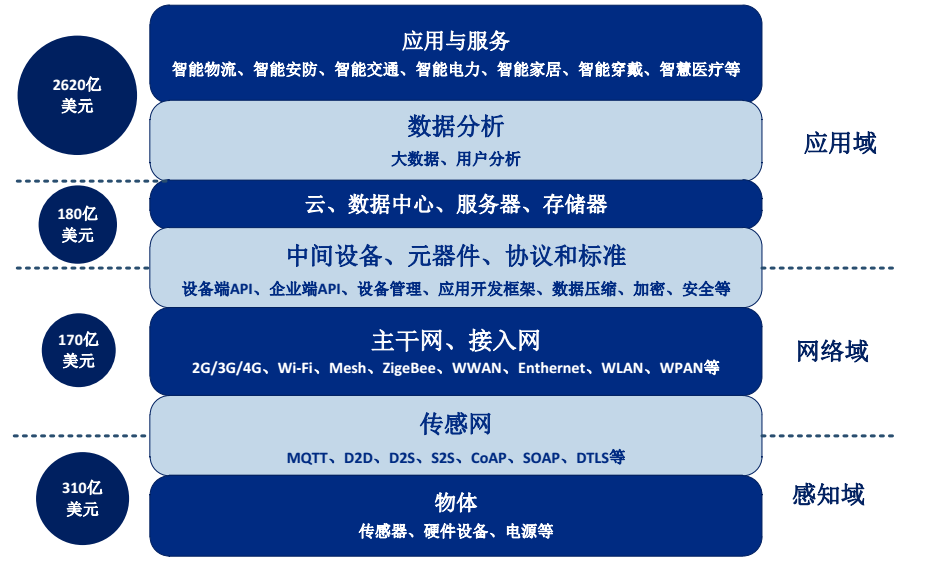 应用与服务
智能物流、智能安防、智能交通、智能电力、智能家居、智能穿戴、智慧医疗等
2620亿
美元
数据分析
大数据、用户分析
应用域
云、数据中心、服务器、存储器
180亿
美元
中间设备、元器件、协议和标准
设备端API、企业端API、设备管理、应用开发框架、数据压缩、加密、安全等
主干网、接入网
2G/3G/4G、Wi-Fi、Mesh、ZigeBee、WWAN、Enthernet、WLAN、WPAN等
170亿
美元
网络域
传感网
MQTT、D2D、D2S、S2S、CoAP、SOAP、DTLS等
310亿
美元
物体
传感器、硬件设备、电源等
感知域